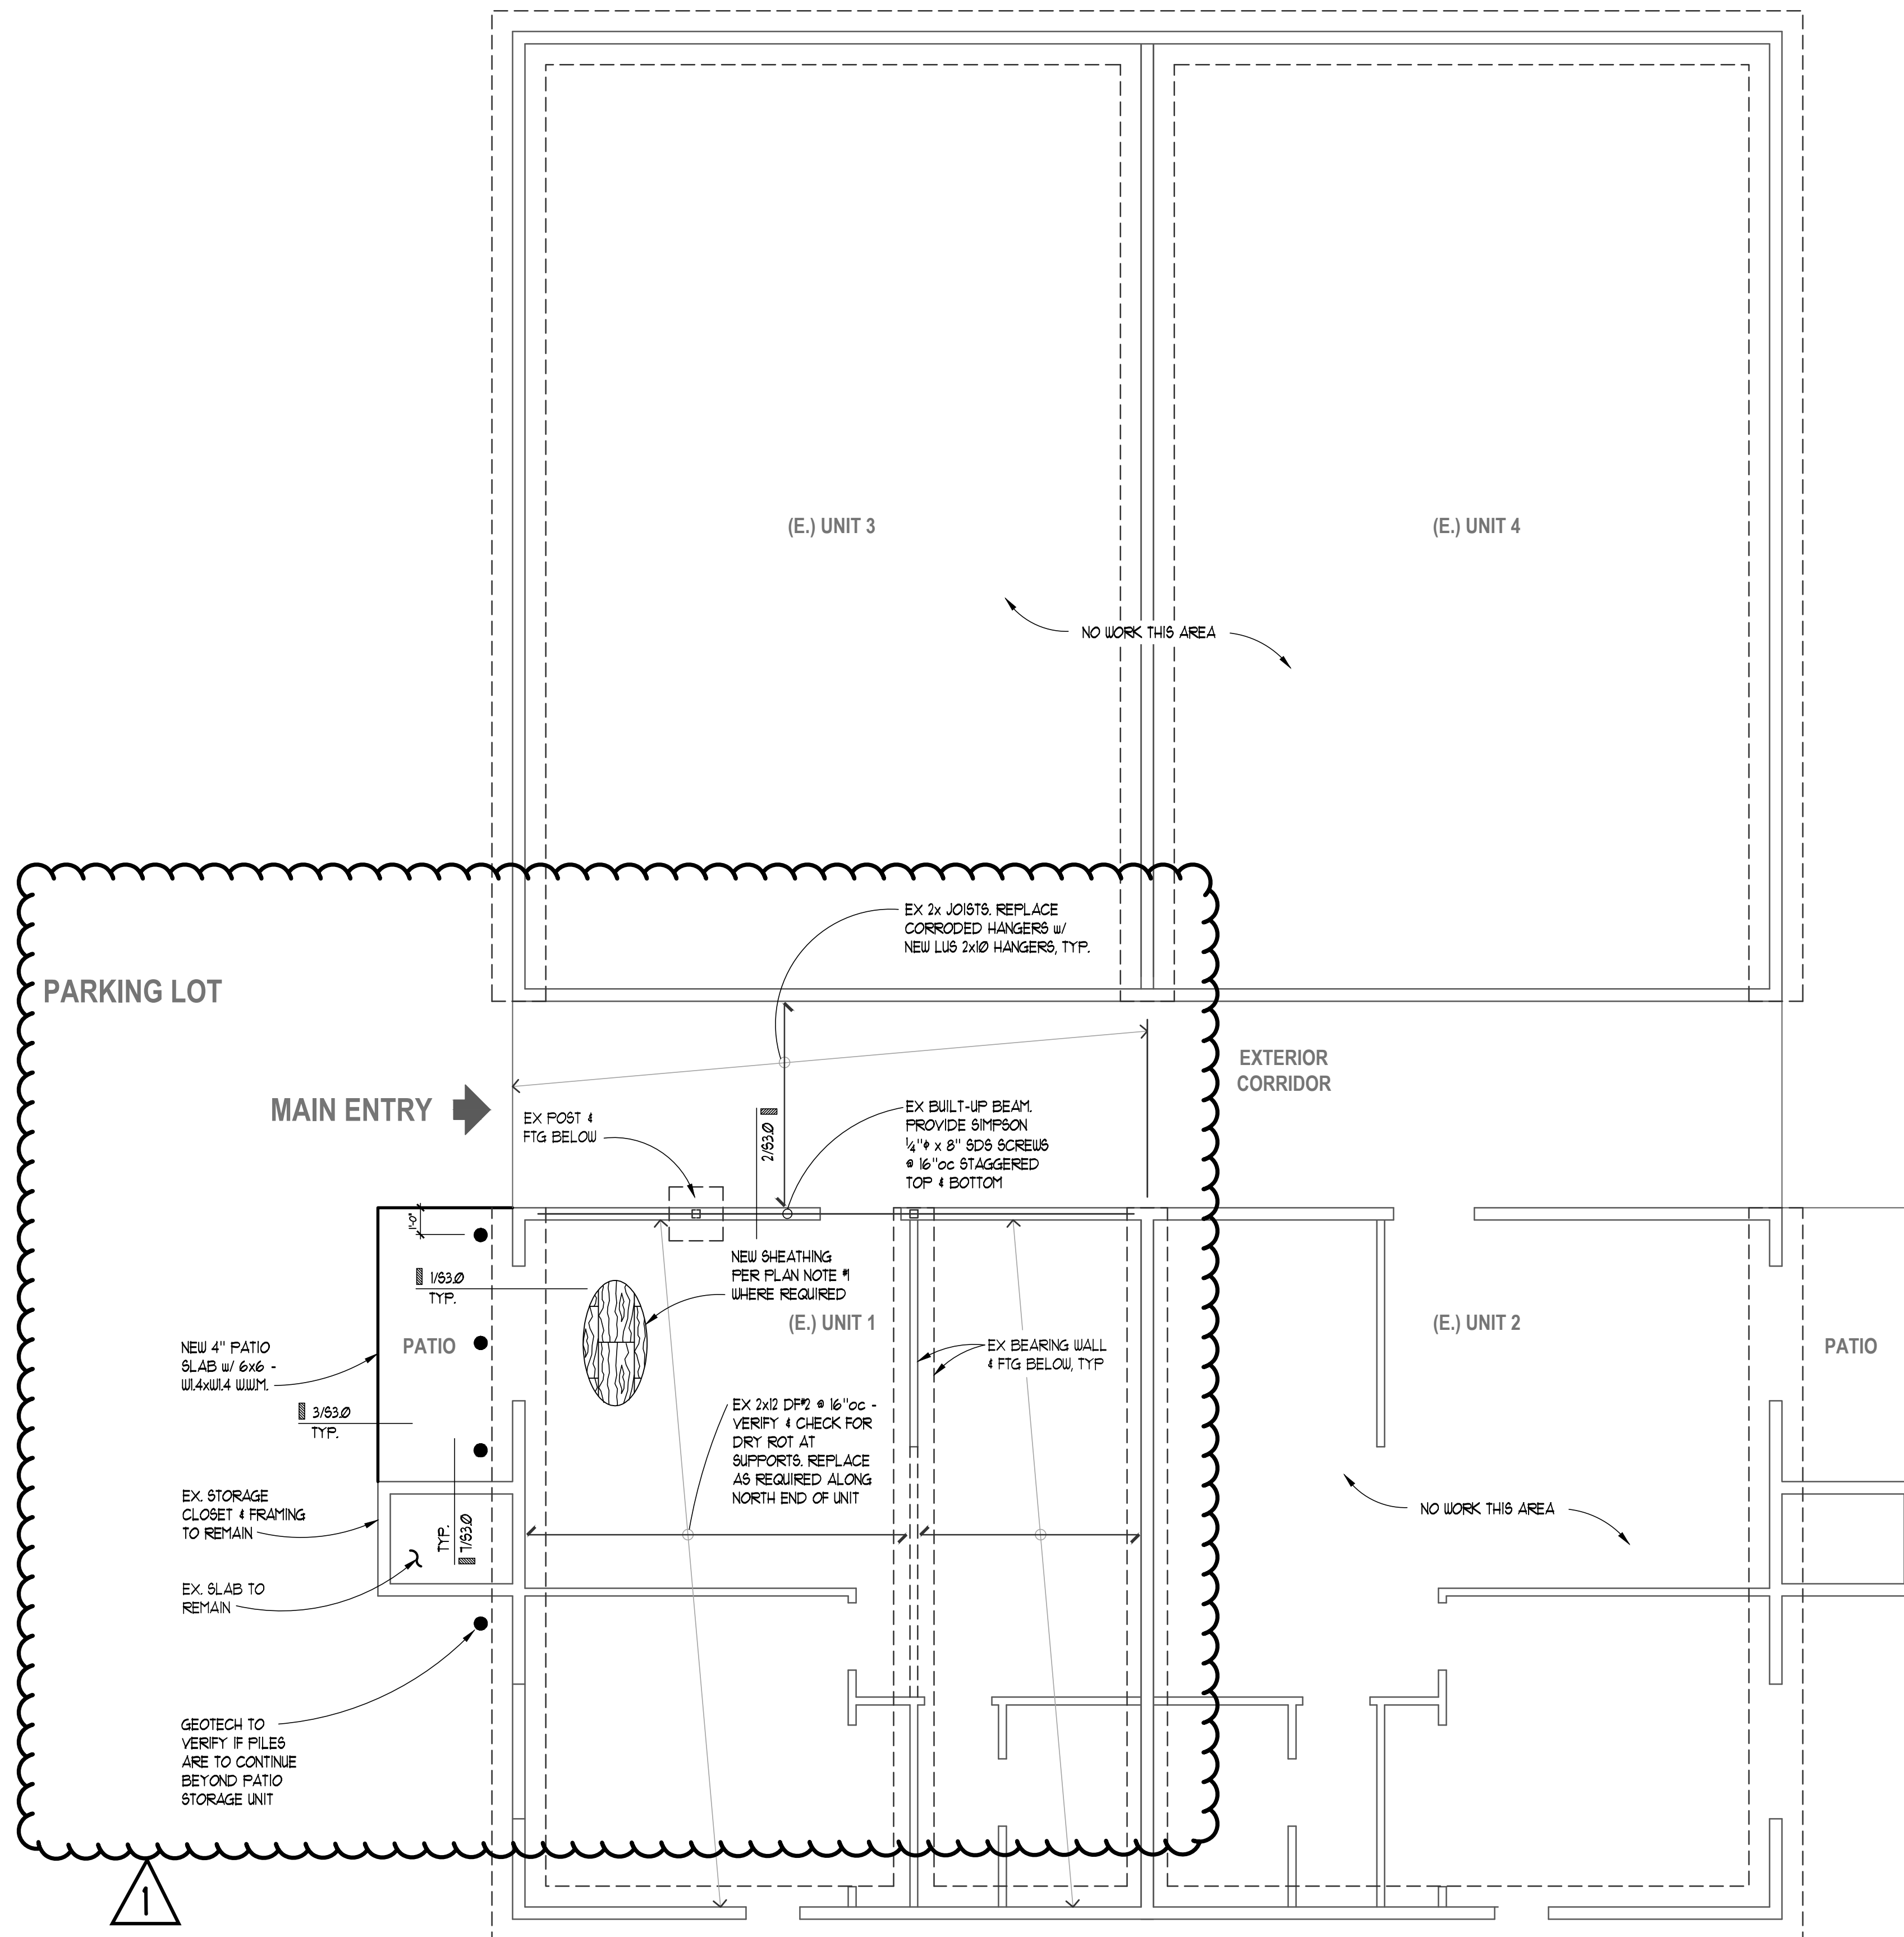 (E.) UNIT 3
(E.) UNIT 4
NO WORK THIS AREA
EX 2x JOISTS. REPLACE
CORRODED HANGERS w/
NEW LUS 2x1Ø HANGERS, TYP.
PARKING LOT
EXTERIOR
CORRIDOR
MAIN ENTRY
EX POST &
FTG BELOW
2/S3.Ø
EX BUILT-UP BEAM.
PROVIDE SIMPSON
¼"ϕ x 8" SDS SCREWS
@ 16"oc STAGGERED
TOP & BOTTOM
1'-0"
NEW SHEATHING
PER PLAN NOTE #1
WHERE REQUIRED
1/S3.Ø
TYP.
(E.) UNIT 1
(E.) UNIT 2
PATIO
PATIO
NEW 4" PATIO
SLAB w/ 6x6 -
W1.4xW1.4 W.W.M.
EX BEARING WALL
& FTG BELOW, TYP
3/S3.Ø
TYP.
EX 2x12 DF#2 @ 16"oc -
VERIFY & CHECK FOR
DRY ROT AT
SUPPORTS. REPLACE
AS REQUIRED ALONG
NORTH END OF UNIT
EX. STORAGE
CLOSET & FRAMING
TO REMAIN
TYP.
7/S3.Ø
NO WORK THIS AREA
EX. SLAB TO
REMAIN
GEOTECH TO
VERIFY IF PILES
ARE TO CONTINUE
BEYOND PATIO
STORAGE UNIT
1